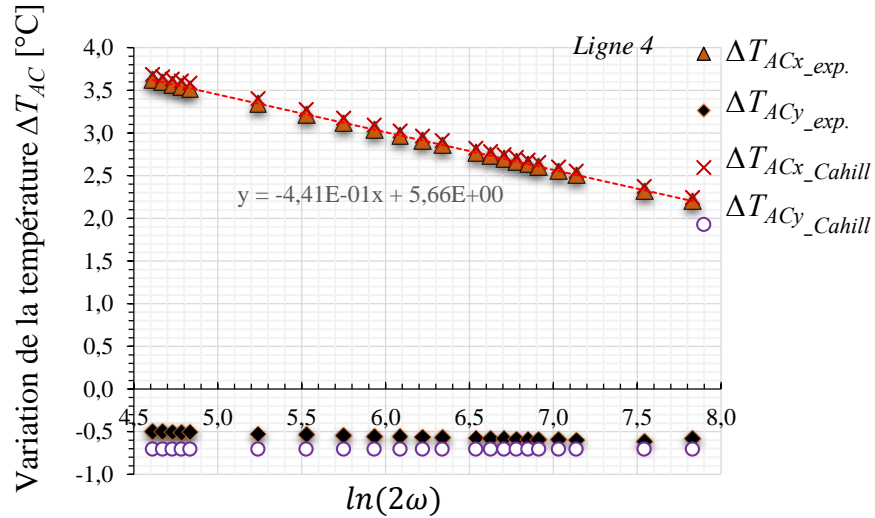 Variation de la température ΔT_AC [°C]
4,0
3,5
3,0
2,5
2,0
1,5
1,0
0,5
0,0
-0,5
-1,0
4,5 5,0 5,5 6,0 6,5 7,0 7,5 8,0
ln(2ω)
Ligne 4
y = -4,41E-01x + 5,66E+00
ΔT_ACx_exp.
ΔT_ACy_exp.
ΔT_ACx_Cahill
ΔT_ACy_Cahill